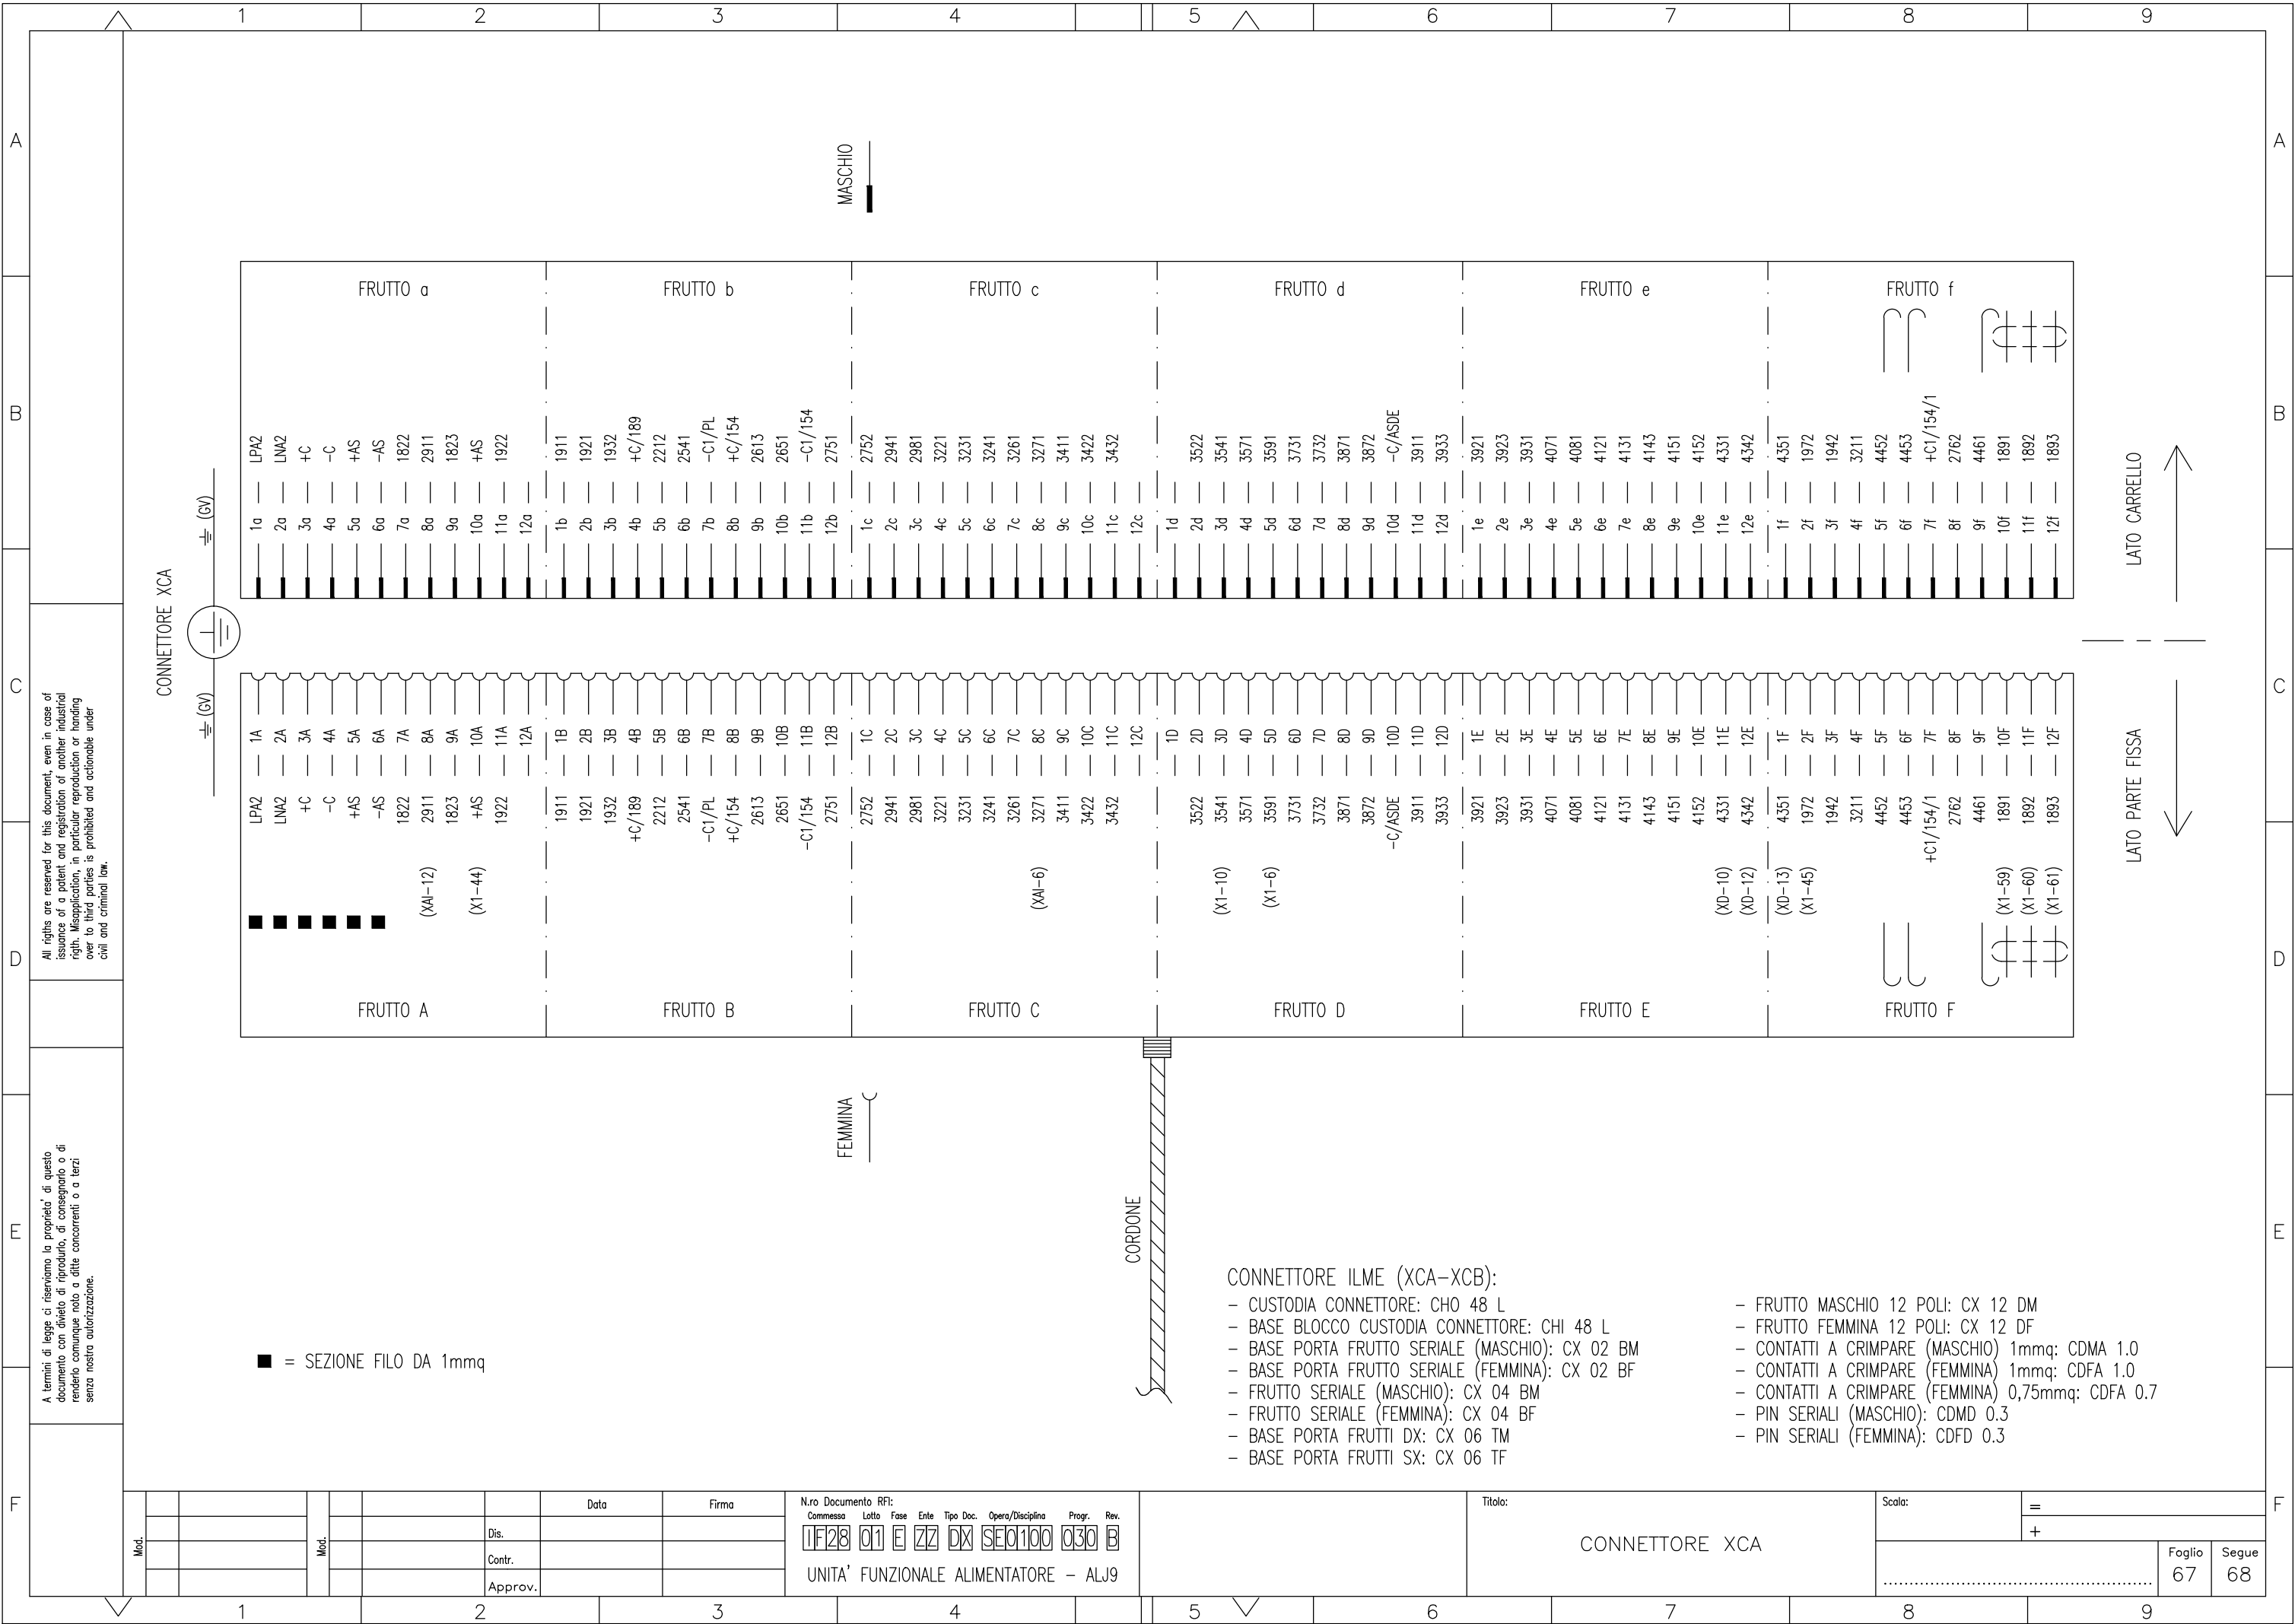 1 2 3 4 5 6 7 8 9
A
B
C
D
E
F
A
B
C
D
E
F
MASCHIO
FRUTTO a
FRUTTO b
FRUTTO c
FRUTTO d
FRUTTO e
FRUTTO f
LPA2 LNA2 +C -C +AS -AS 1822 2911 1823 +AS 1922
1911 1921 1932 +C/189 2212 2541 -C1/PL +C/154 2613 2651 -C1/154 2751
2752 2941 2981 3221 3231 3241 3261 3271 3411 3422 3432
3522 3541 3571 3591 3731 3732 3871 3872 -C/ASDE 3911 3933
3921 3923 3931 4071 4081 4121 4131 4143 4151 4152 4331 4342
4351 1972 1942 3211 4452 4453 +C1/154/1 2762 4461 1891 1892 1893
1a 2a 3a 4a 5a 6a 7a 8a 9a 10a 11a 12a
1b 2b 3b 4b 5b 6b 7b 8b 9b 10b 11b 12b
1c 2c 3c 4c 5c 6c 7c 8c 9c 10c 11c 12c
1d 2d 3d 4d 5d 6d 7d 8d 9d 10d 11d 12d
1e 2e 3e 4e 5e 6e 7e 8e 9e 10e 11e 12e
1f 2f 3f 4f 5f 6f 7f 8f 9f 10f 11f 12f
(GV)
LATO CARRELLO
CONNETTORE XCA
(GV)
LATO PARTE FISSA
1A 2A 3A 4A 5A 6A 7A 8A 9A 10A 11A 12A
1B 2B 3B 4B 5B 6B 7B 8B 9B 10B 11B 12B
1C 2C 3C 4C 5C 6C 7C 8C 9C 10C 11C 12C
1D 2D 3D 4D 5D 6D 7D 8D 9D 10D 11D 12D
1E 2E 3E 4E 5E 6E 7E 8E 9E 10E 11E 12E
1F 2F 3F 4F 5F 6F 7F 8F 9F 10F 11F 12F
LPA2 LNA2 +C -C +AS -AS 1822 2911 1823 +AS 1922
1911 1921 1932 +C/189 2212 2541 -C1/PL +C/154 2613 2651 -C1/154 2751
2752 2941 2981 3221 3231 3241 3261 3271 3411 3422 3432
3522 3541 3571 3591 3731 3732 3871 3872 -C/ASDE 3911 3933
3921 3923 3931 4071 4081 4121 4131 4143 4151 4152 4331 4342
4351 1972 1942 3211 4452 4453 +C1/154/1 2762 4461 1891 1892 1893
(XAI-12) (X1-44) (XAI-6) (X1-10) (X1-6) (XD-10) (XD-12) (XD-13) (X1-45) (X1-59) (X1-60) (X1-61)
FRUTTO A
FRUTTO B
FRUTTO C
FRUTTO D
FRUTTO E
FRUTTO F
FEMMINA
CORDONE
■ = SEZIONE FILO DA 1mmq
CONNETTORE ILME (XCA-XCB):
- CUSTODIA CONNETTORE: CHO 48 L
- BASE BLOCCO CUSTODIA CONNETTORE: CHI 48 L
- BASE PORTA FRUTTO SERIALE (MASCHIO): CX 02 BM
- BASE PORTA FRUTTO SERIALE (FEMMINA): CX 02 BF
- FRUTTO SERIALE (MASCHIO): CX 04 BM
- FRUTTO SERIALE (FEMMINA): CX 04 BF
- BASE PORTA FRUTTI DX: CX 06 TM
- BASE PORTA FRUTTI SX: CX 06 TF
- FRUTTO MASCHIO 12 POLI: CX 12 DM
- FRUTTO FEMMINA 12 POLI: CX 12 DF
- CONTATTI A CRIMPARE (MASCHIO) 1mmq: CDMA 1.0
- CONTATTI A CRIMPARE (FEMMINA) 1mmq: CDFA 1.0
- CONTATTI A CRIMPARE (FEMMINA) 0,75mmq: CDFA 0.7
- PIN SERIALI (MASCHIO): CDMD 0.3
- PIN SERIALI (FEMMINA): CDFD 0.3
All rigths are reserved for this document, even in case of
issuance of a patent and registration of another industrial
rigth. Misapplication, in particular reproduction or handing
over to third parties is prohibited and actionable under
civil and criminal law.
A termini di legge ci riserviamo la proprieta' di questo
documento con divieto di riprodurlo, di consegnarlo o di
renderlo comunque noto a ditte concorrenti o a terzi
senza nostra autorizzazione.
Mod.
Mod.
Data
Firma
Dis.
Contr.
Approv.
N.ro Documento RFI:
Commessa Lotto Fase Ente Tipo Doc. Opera/Disciplina Progr. Rev.
IF28 01 E ZZ DX SE0100 030 B
UNITA' FUNZIONALE ALIMENTATORE - ALJ9
Titolo:
CONNETTORE XCA
Scala:
=
+
Foglio
67
Segue
68
1 2 3 4 5 6 7 8 9